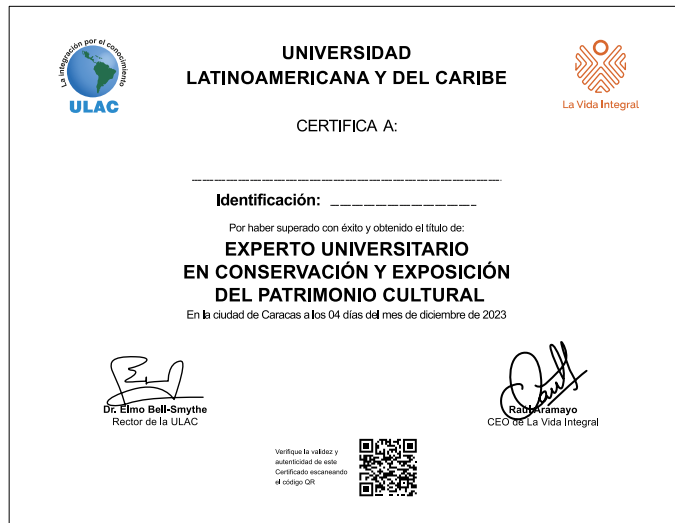 La integración por el conocimiento
ULAC
UNIVERSIDAD
LATINOAMERICANA Y DEL CARIBE
La Vida Integral
CERTIFICA A:
Identificación:
Por haber superado con éxito y obtenido el título de:
EXPERTO UNIVERSITARIO
EN CONSERVACIÓN Y EXPOSICIÓN
DEL PATRIMONIO CULTURAL
En la ciudad de Caracas a los 04 días del mes de diciembre de 2023
Dr. Elmo Bell-Smythe
Rector de la ULAC
Raúl Aramayo
CEO de La Vida Integral
Verifique la validez y
autenticidad de este
Certificado escaneando
el código QR